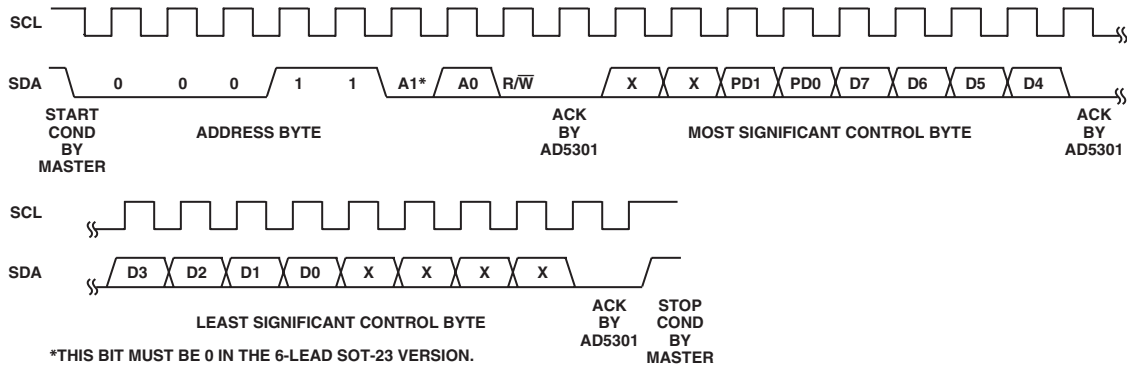 SCL
SDA 0 0 0 1 1 A1* A0 R/W̅ X X PD1 PD0 D7 D6 D5 D4
START
COND
BY
MASTER
ADDRESS BYTE
ACK
BY
AD5301
MOST SIGNIFICANT CONTROL BYTE
ACK
BY
AD5301
SCL
SDA D3 D2 D1 D0 X X X X
LEAST SIGNIFICANT CONTROL BYTE
ACK
BY
AD5301
STOP
COND
BY
MASTER
*THIS BIT MUST BE 0 IN THE 6-LEAD SOT-23 VERSION.